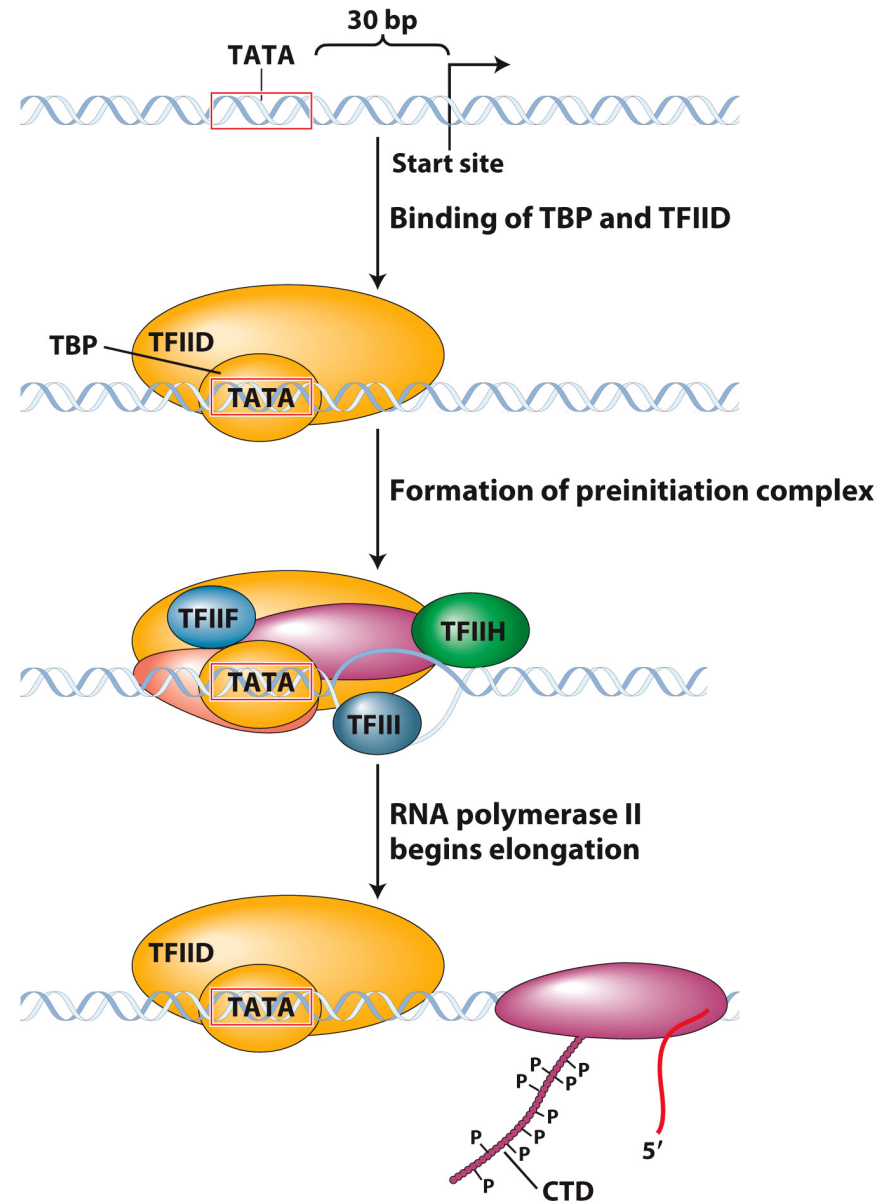 30 bp
TATA
Start site
Binding of TBP and TFIID
TFIID
TBP
TATA
Formation of preinitiation complex
TFIIF
TFIIH
TATA
TFIII
RNA polymerase II
begins elongation
TFIID
TATA
P
P
P
P
P
P
P
P
P
P
P
5′
CTD